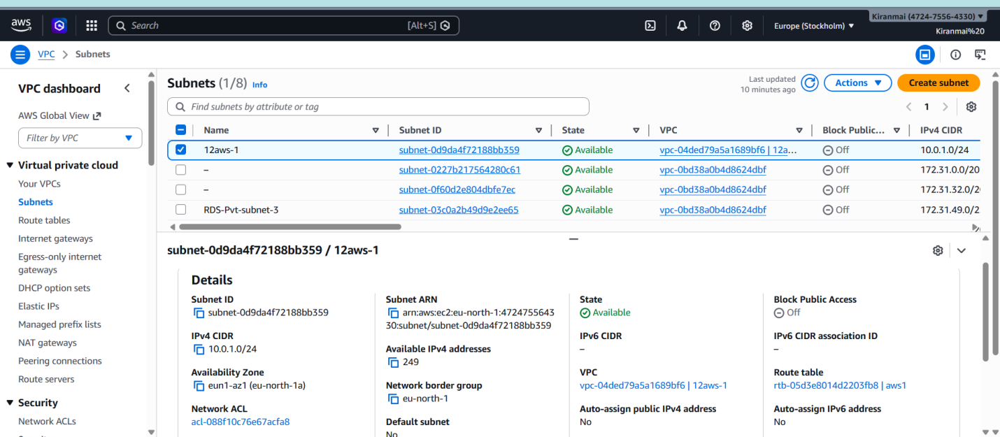 aws
Search [Alt+S]
Europe (Stockholm)
Kiranmai (4724-7556-4330)
Kiranmai%20
VPC > Subnets
VPC dashboard
AWS Global View
Filter by VPC
Virtual private cloud
Your VPCs
Subnets
Route tables
Internet gateways
Egress-only internet
gateways
DHCP option sets
Elastic IPs
Managed prefix lists
NAT gateways
Peering connections
Route servers
Security
Network ACLs
Subnets (1/8) Info
Last updated
10 minutes ago
Actions
Create subnet
Find subnets by attribute or tag
1
Name Subnet ID State VPC Block Public... IPv4 CIDR
12aws-1 subnet-0d9da4f72188bb359 Available vpc-04ded79a5a1689bf6 | 12a... Off 10.0.1.0/24
– subnet-0227b217564280c61 Available vpc-0bd38a0b4d8624dbf Off 172.31.0.0/20
– subnet-0f60d2e804dbfe7ec Available vpc-0bd38a0b4d8624dbf Off 172.31.32.0/2
RDS-Pvt-subnet-3 subnet-03c0a2b49d9e2ee65 Available vpc-0bd38a0b4d8624dbf Off 172.31.49.0/2
subnet-0d9da4f72188bb359 / 12aws-1
Details
Subnet ID
subnet-0d9da4f72188bb359
IPv4 CIDR
10.0.1.0/24
Availability Zone
eun1-az1 (eu-north-1a)
Network ACL
acl-088f10c76e67acfa8
Subnet ARN
arn:aws:ec2:eu-north-1:4724755643
30:subnet/subnet-0d9da4f72188bb359
Available IPv4 addresses
249
Network border group
eu-north-1
Default subnet
No
State
Available
IPv6 CIDR
–
VPC
vpc-04ded79a5a1689bf6 | 12aws-1
Auto-assign public IPv4 address
No
Block Public Access
Off
IPv6 CIDR association ID
–
Route table
rtb-05d3e8014d2203fb8 | aws1
Auto-assign IPv6 address
No